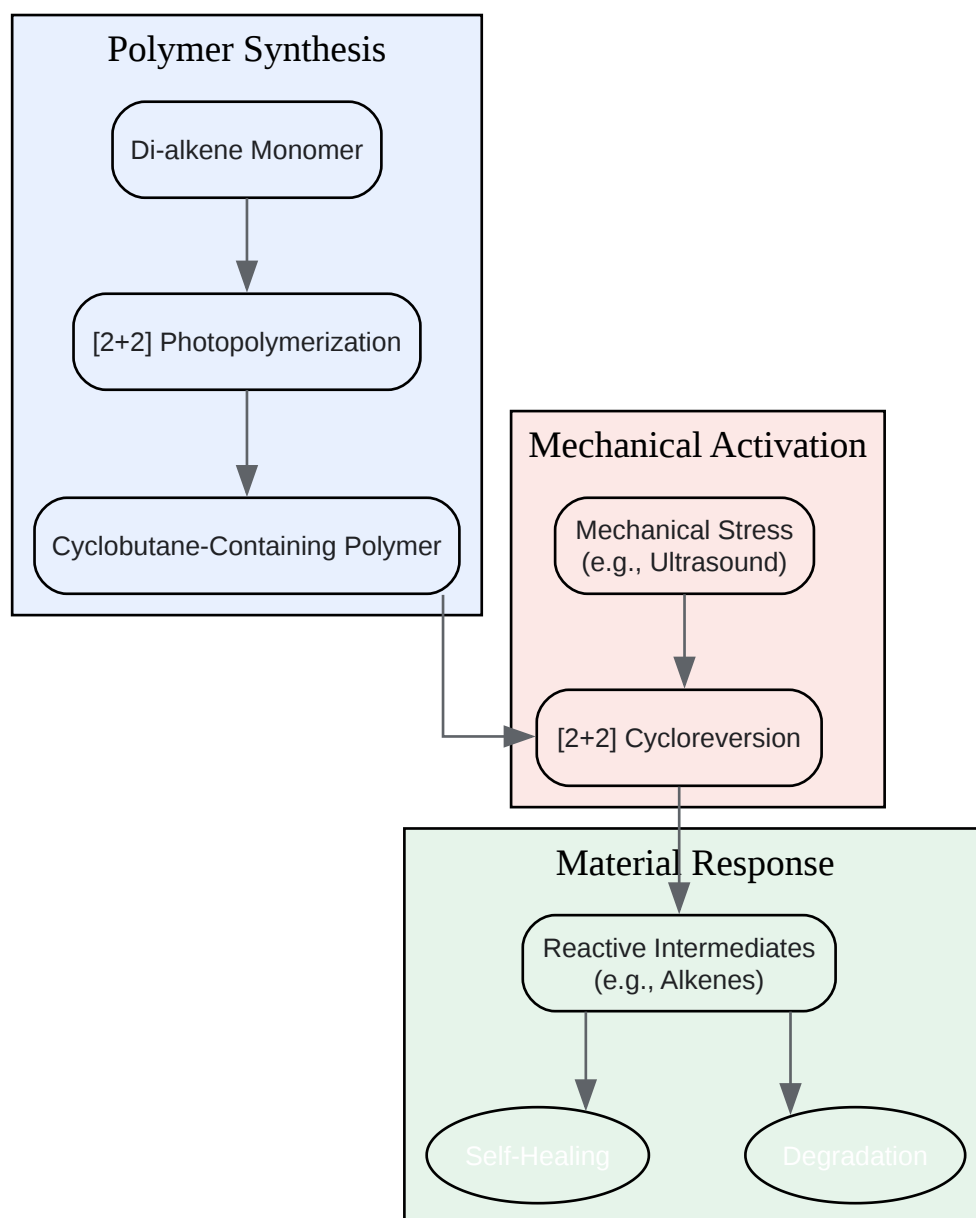 Polymer Synthesis
Di-alkene Monomer
[2+2] Photopolymerization
Cyclobutane-Containing Polymer
Mechanical Activation
Mechanical Stress
(e.g., Ultrasound)
[2+2] Cycloreversion
Material Response
Reactive Intermediates
(e.g., Alkenes)
Self-Healing
Degradation